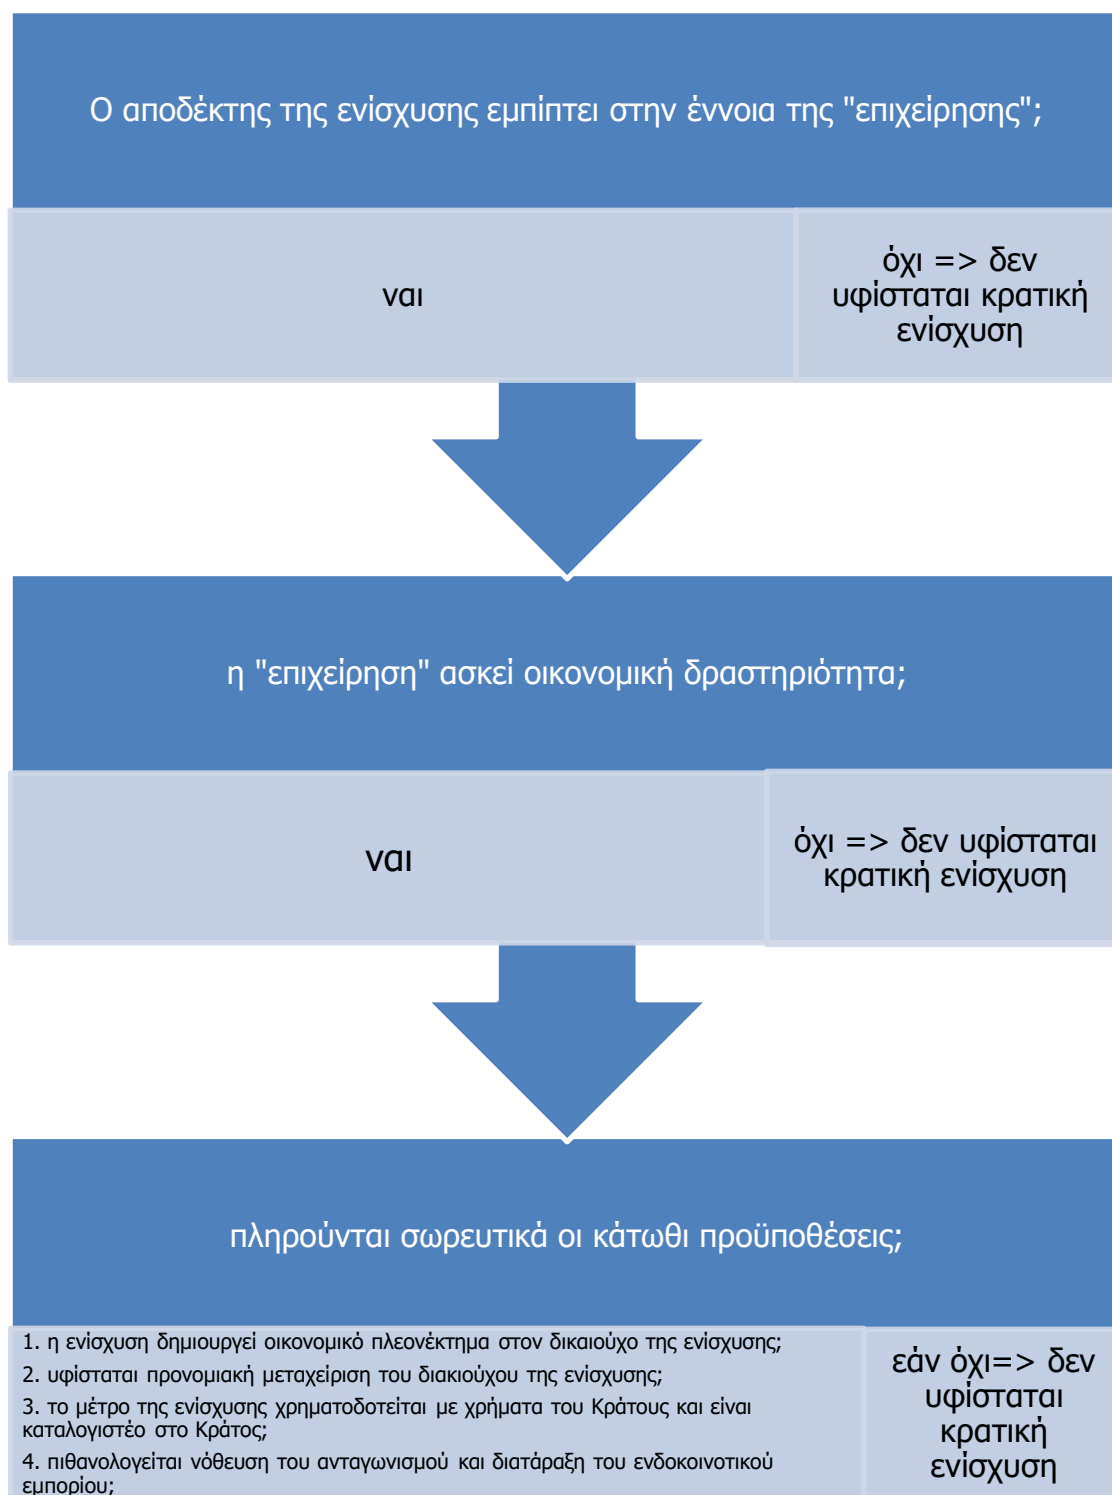 Ο αποδέκτης της ενίσχυσης εμπίπτει στην έννοια της "επιχείρησης";
ναι
όχι => δεν
υφίσταται κρατική
ενίσχυση
η "επιχείρηση" ασκεί οικονομική δραστηριότητα;
ναι
όχι => δεν υφίσταται
κρατική ενίσχυση
πληρούνται σωρευτικά οι κάτωθι προϋποθέσεις;
1. η ενίσχυση δημιουργεί οικονομικό πλεονέκτημα στον δικαιούχο της ενίσχυσης;
2. υφίσταται προνομιακή μεταχείριση του διακιούχου της ενίσχυσης;
3. το μέτρο της ενίσχυσης χρηματοδοτείται με χρήματα του Κράτους και είναι
καταλογιστέο στο Κράτος;
4. πιθανολογείται νόθευση του ανταγωνισμού και διατάραξη του ενδοκοινοτικού
εμπορίου;
εάν όχι=> δεν
υφίσταται
κρατική
ενίσχυση